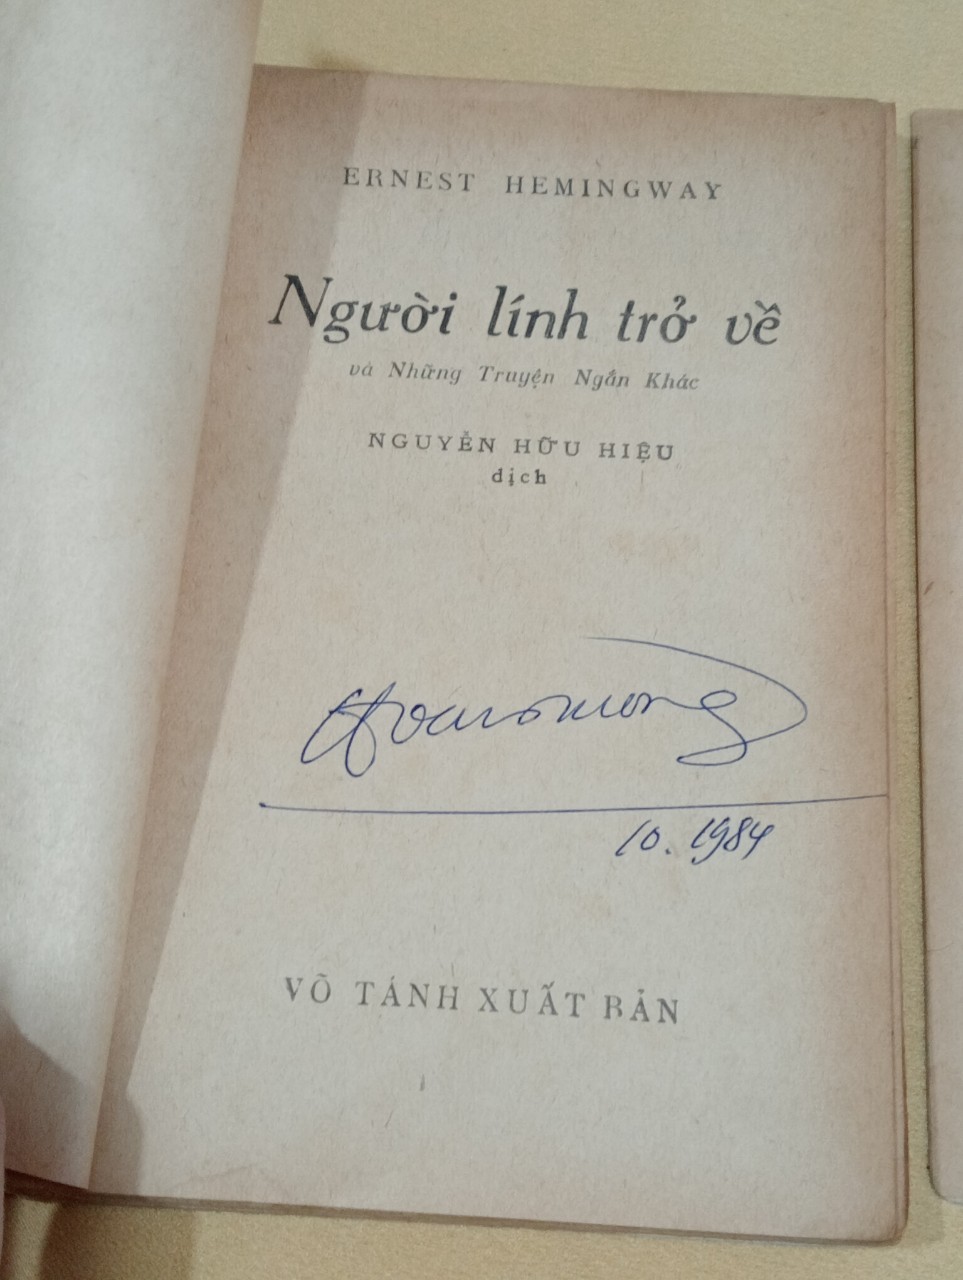 ERNEST HEMINGWAY
Người lính trở về
và Những Truyện Ngắn Khác
NGUYỄN HỮU HIỆU
dịch
10. 1984
VÕ TÁNH XUẤT BẢN